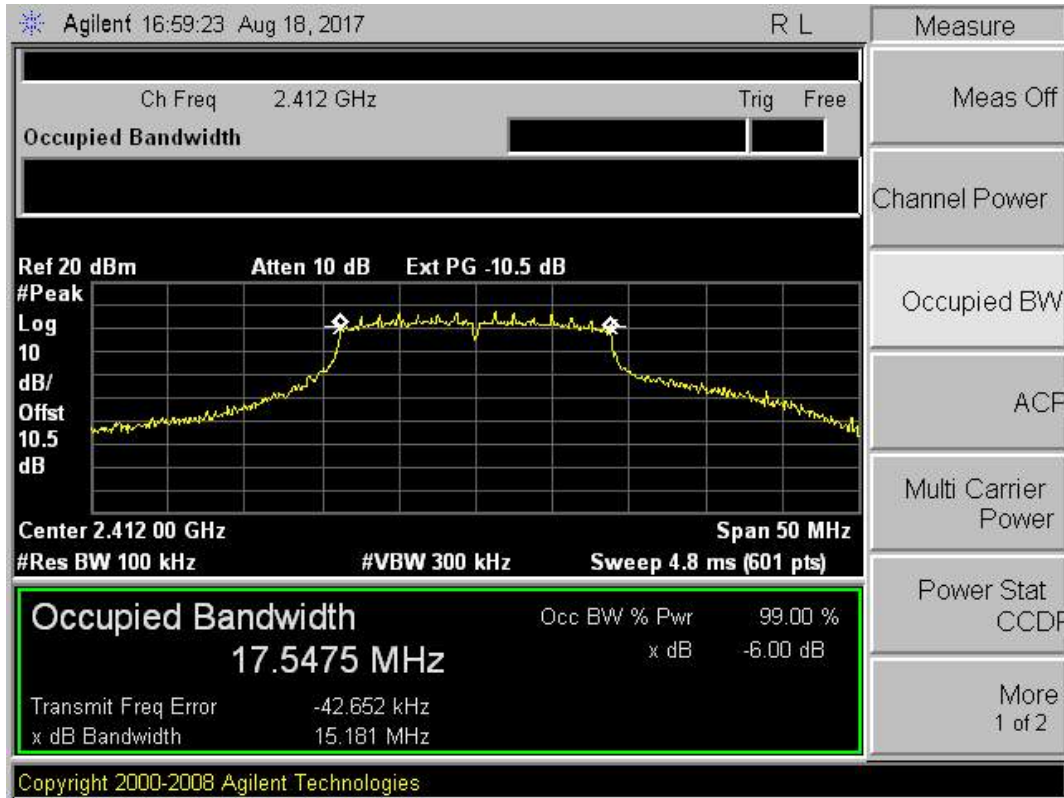 Agilent 16:59:23 Aug 18, 2017 R L
Measure
Ch Freq 2.412 GHz Trig Free
Occupied Bandwidth
Ref 20 dBm Atten 10 dB Ext PG -10.5 dB
#Peak
Log
10
dB/
Offst
10.5
dB
Center 2.412 00 GHz Span 50 MHz
#Res BW 100 kHz #VBW 300 kHz Sweep 4.8 ms (601 pts)
Occupied Bandwidth
17.5475 MHz
Occ BW % Pwr 99.00 %
x dB -6.00 dB
Transmit Freq Error -42.652 kHz
x dB Bandwidth 15.181 MHz
Copyright 2000-2008 Agilent Technologies
Meas Off
Channel Power
Occupied BW
ACP
Multi Carrier
Power
Power Stat
CCDF
More
1 of 2